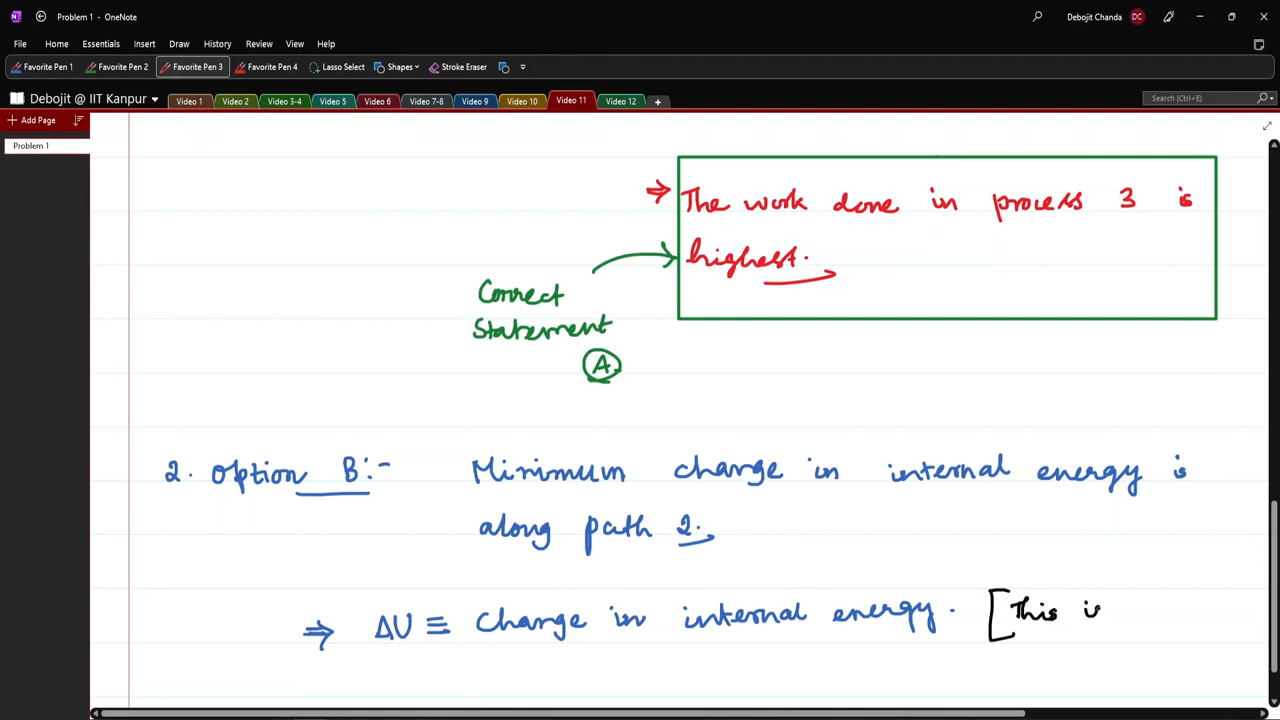 Problem 1 - OneNote
Debojit Chanda DC
File Home Essentials Insert Draw History Review View Help
Favorite Pen 1 Favorite Pen 2 Favorite Pen 3 Favorite Pen 4 Lasso Select Shapes Stroke Eraser
Debojit @ IIT Kanpur Video 1 Video 2 Video 3-4 Video 5 Video 6 Video 7-8 Video 9 Video 10 Video 11 Video 12 + Search (Ctrl+E)
+ Add Page
Problem 1
⇒ The work done in process 3 is
highest.
Correct
Statement
A.
2. Option B:- Minimum change in internal energy is
along path 2.
⇒ ΔU ≡ change in internal energy. [This is